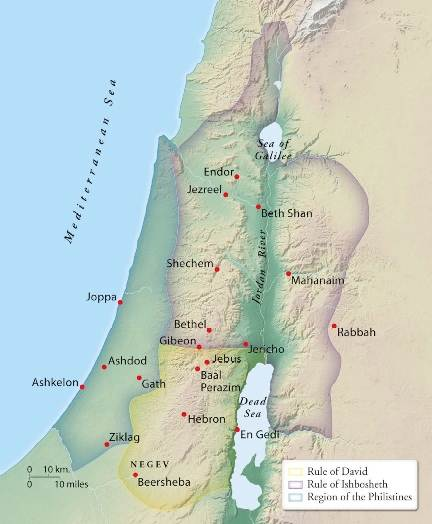 Mediterranean Sea
Sea of
Galilee
Endor
Jezreel
Beth Shan
Jordan River
Shechem
Mahanaim
Joppa
Bethel
Rabbah
Gibeon
Jericho
Jebus
Ashdod
Baal
Perazim
Gath
Ashkelon
Dead
Sea
Hebron
En Gedi
Ziklag
NEGEV
Beersheba
0 10 km.
0 10 miles
Rule of David
Rule of Ishbosheth
Region of the Philistines